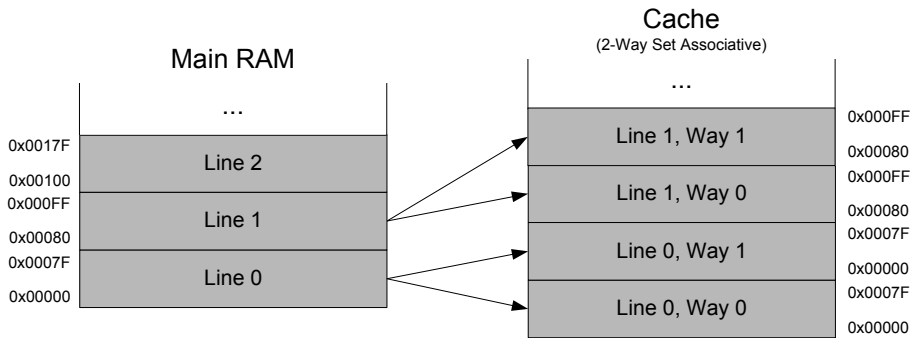 Cache
(2-Way Set Associative)
Main RAM
...
...
0x0017F
Line 2
0x00100
0x000FF
Line 1
0x00080
0x0007F
Line 0
0x00000
0x000FF
Line 1, Way 1
0x00080
0x000FF
Line 1, Way 0
0x00080
0x0007F
Line 0, Way 1
0x00000
0x0007F
Line 0, Way 0
0x00000